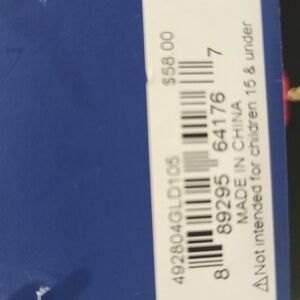 $58.00
492804GLD105
8 89295 64176 7
MADE IN CHINA
⚠Not intended for children 15 & under